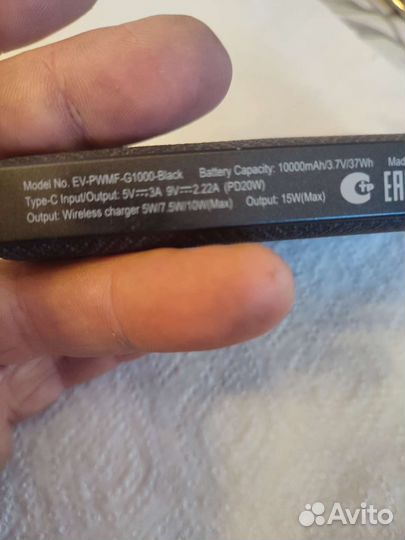 Model No. EV-PWMF-G1000-Black Battery Capacity: 10000mAh/3.7V/37Wh Mad
Type-C Input/Output: 5V⎓3A 9V⎓2.22A (PD20W)
Output: Wireless charger 5W/7.5W/10W(Max) Output: 15W(Max)
EAC
Avito